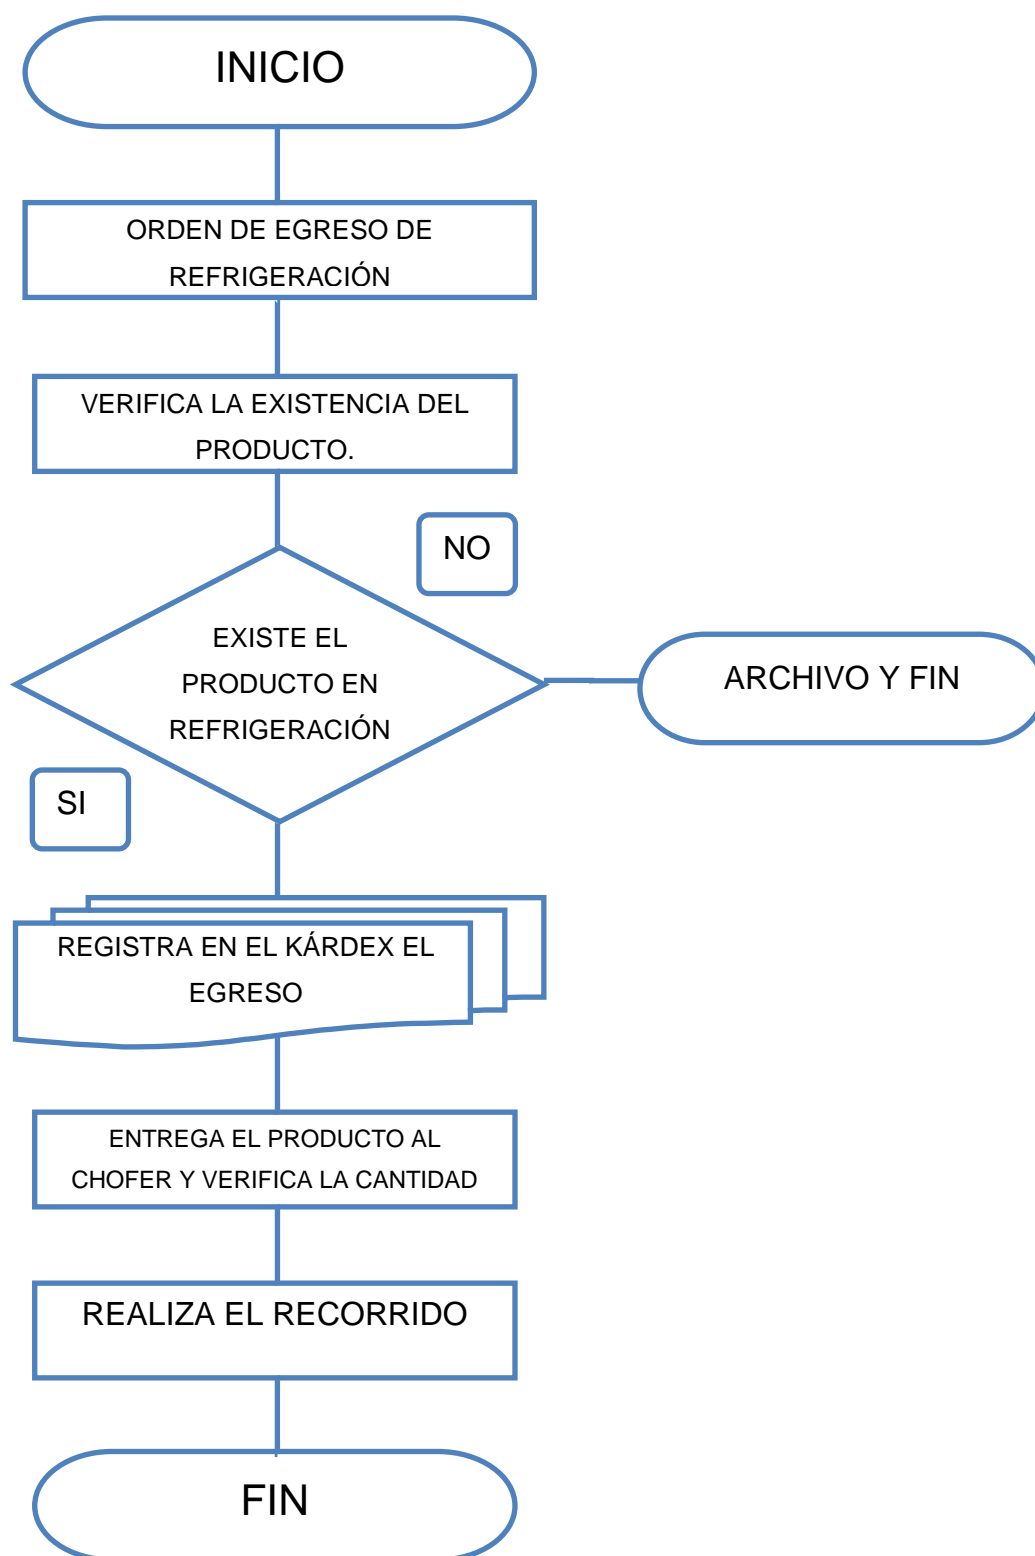 INICIO
ORDEN DE EGRESO DE
REFRIGERACIÓN
VERIFICA LA EXISTENCIA DEL
PRODUCTO.
NO
EXISTE EL
PRODUCTO EN
REFRIGERACIÓN
ARCHIVO Y FIN
SI
REGISTRA EN EL KÁRDEX EL
EGRESO
ENTREGA EL PRODUCTO AL
CHOFER Y VERIFICA LA CANTIDAD
REALIZA EL RECORRIDO
FIN